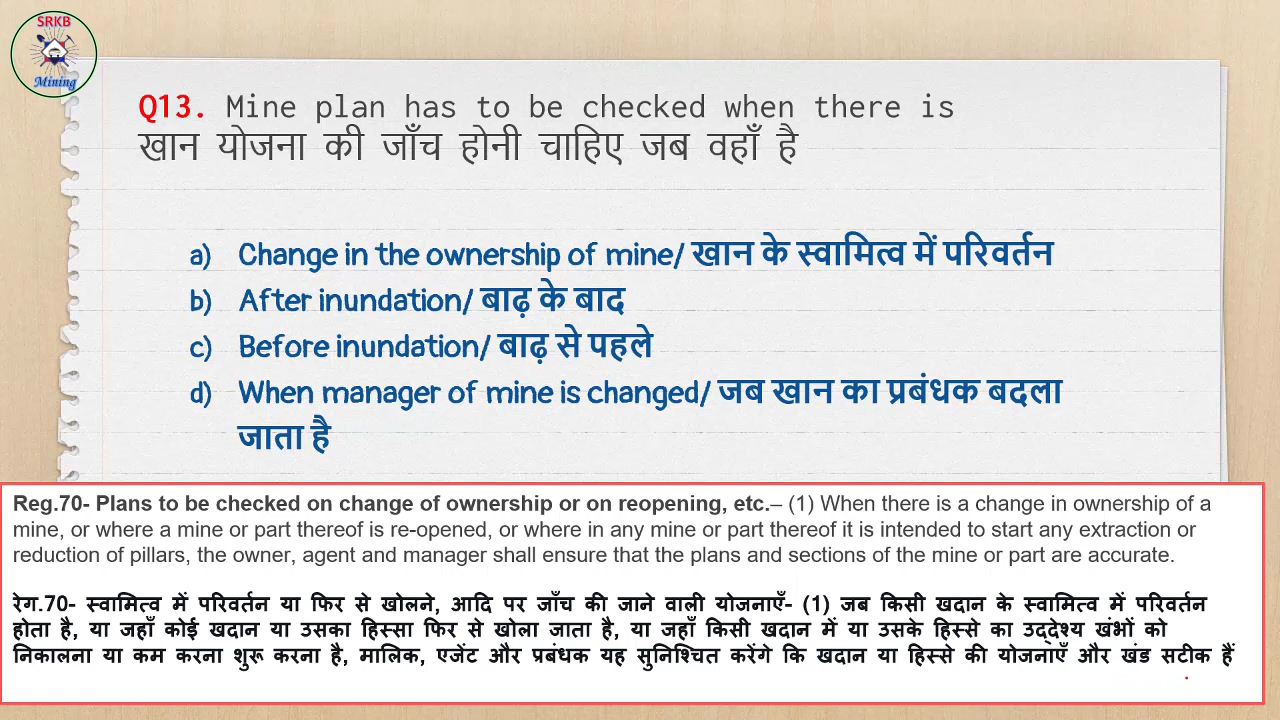 SRKB
Mining
Q13. Mine plan has to be checked when there is
खान योजना की जाँच होनी चाहिए जब वहाँ है
a) Change in the ownership of mine/ खान के स्वामित्व में परिवर्तन
b) After inundation/ बाढ़ के बाद
c) Before inundation/ बाढ़ से पहले
d) When manager of mine is changed/ जब खान का प्रबंधक बदला
जाता है
Reg.70- Plans to be checked on change of ownership or on reopening, etc.– (1) When there is a change in ownership of a
mine, or where a mine or part thereof is re-opened, or where in any mine or part thereof it is intended to start any extraction or
reduction of pillars, the owner, agent and manager shall ensure that the plans and sections of the mine or part are accurate.
रेग.70- स्वामित्व में परिवर्तन या फिर से खोलने, आदि पर जाँच की जाने वाली योजनाएँ- (1) जब किसी खदान के स्वामित्व में परिवर्तन
होता है, या जहाँ कोई खदान या उसका हिस्सा फिर से खोला जाता है, या जहाँ किसी खदान में या उसके हिस्से का उद्देश्य खंभों को
निकालना या कम करना शुरू करना है, मालिक, एजेंट और प्रबंधक यह सुनिश्चित करेंगे कि खदान या हिस्से की योजनाएँ और खंड सटीक हैं